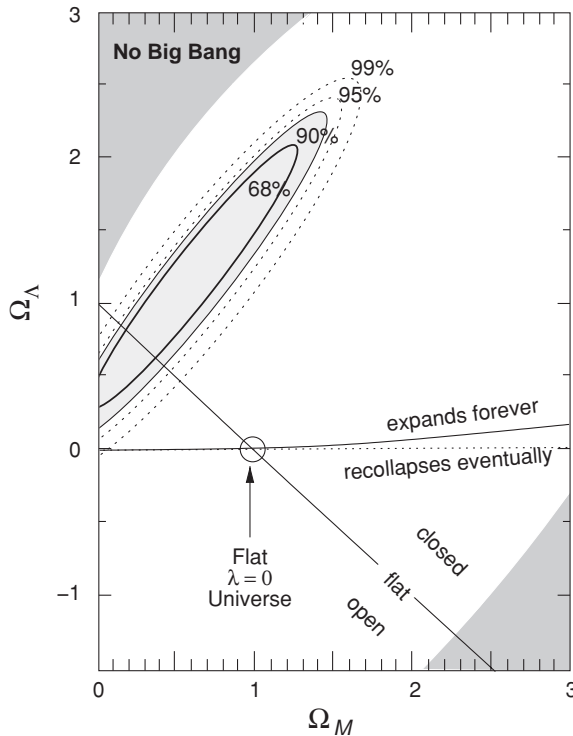 3
No Big Bang
99%
95%
90%
2
68%
Ω_Λ
1
expands forever
0
recollapses eventually
closed
Flat
λ = 0
Universe
flat
−1
open
0
1
2
3
Ω_M